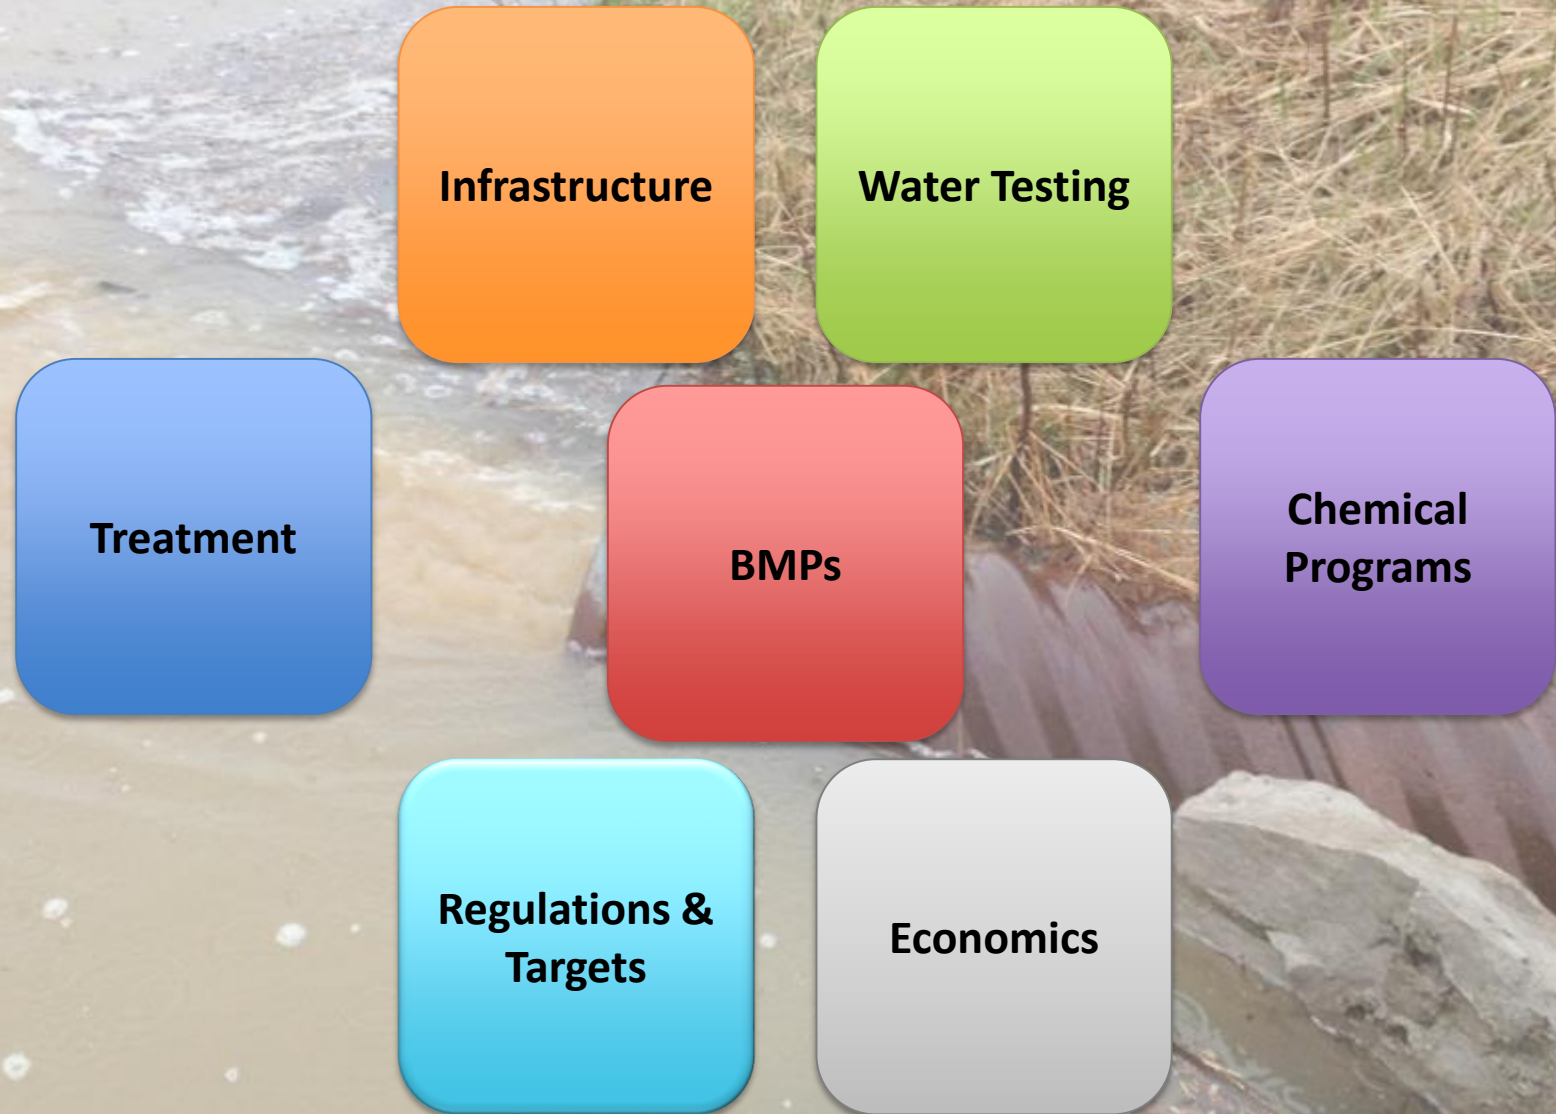 Infrastructure
Water Testing
Treatment
BMPs
Chemical
Programs
Regulations &
Targets
Economics